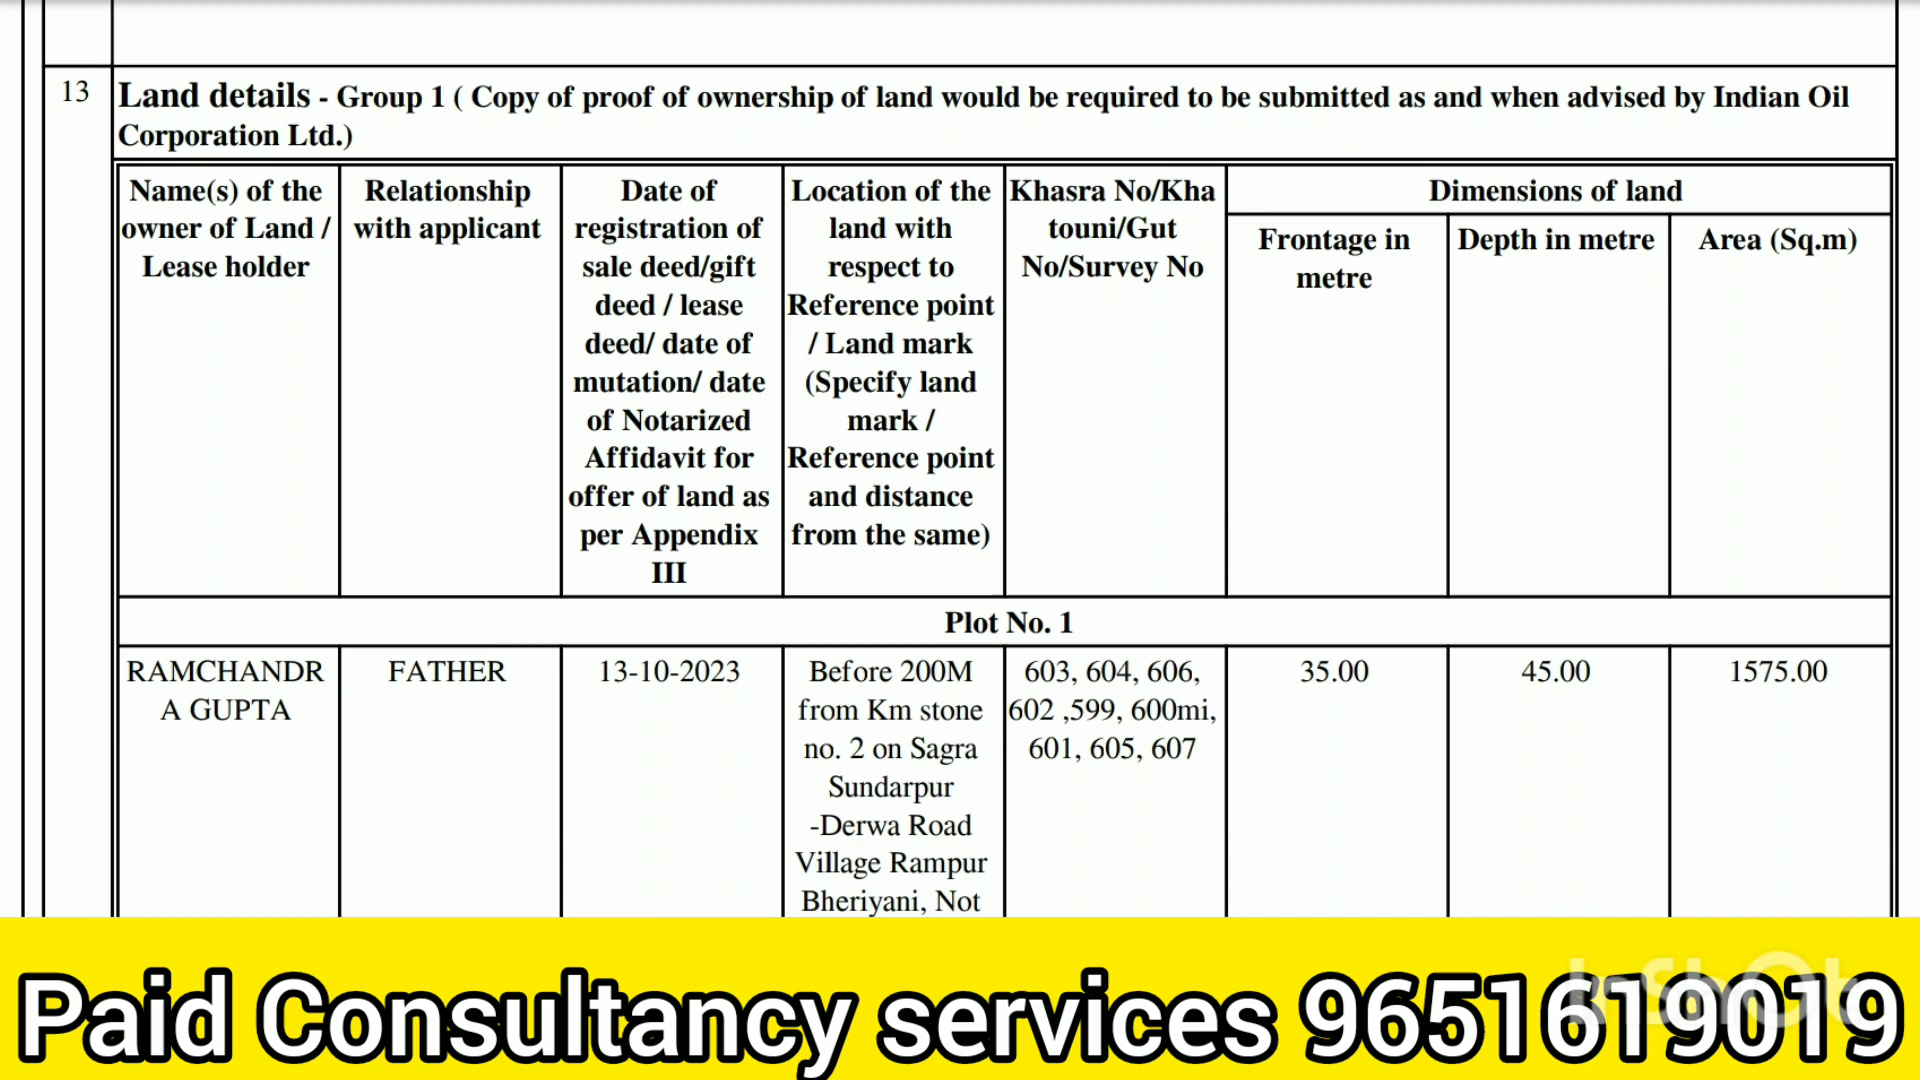 13
Land details - Group 1 ( Copy of proof of ownership of land would be required to be submitted as and when advised by Indian Oil
Corporation Ltd.)
Name(s) of the
owner of Land /
Lease holder
Relationship
with applicant
Date of
registration of
sale deed/gift
deed / lease
deed/ date of
mutation/ date
of Notarized
Affidavit for
offer of land as
per Appendix
III
Location of the
land with
respect to
Reference point
/ Land mark
(Specify land
mark /
Reference point
and distance
from the same)
Khasra No/Kha
touni/Gut
No/Survey No
Dimensions of land
Frontage in
metre
Depth in metre
Area (Sq.m)
Plot No. 1
RAMCHANDR
A GUPTA
FATHER
13-10-2023
Before 200M
from Km stone
no. 2 on Sagra
Sundarpur
-Derwa Road
Village Rampur
Bheriyani, Not
603, 604, 606,
602 ,599, 600mi,
601, 605, 607
35.00
45.00
1575.00
Paid Consultancy services 9651619019
InShOt